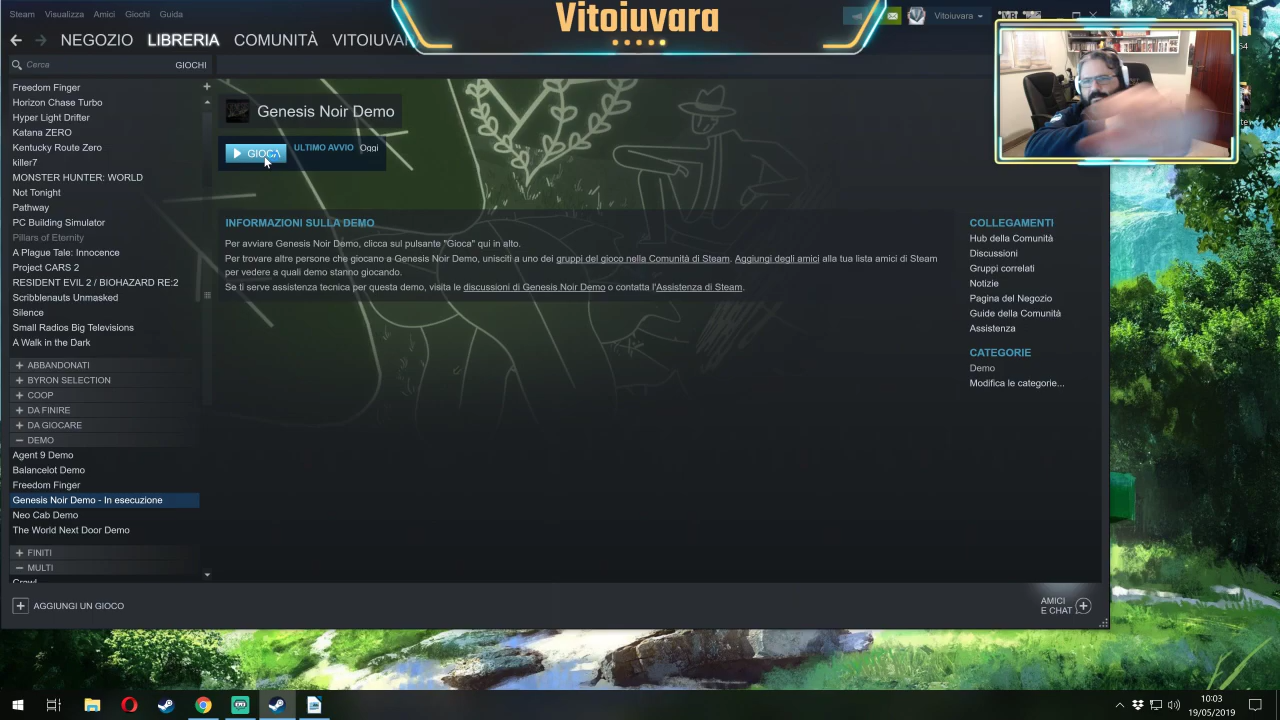 Steam Visualizza Amici Giochi Guida
Vitoiuvara
Vitoiuvara
NEGOZIO LIBRERIA COMUNITÀ VITOIUVA
Cerca
GIOCHI
Freedom Finger
Horizon Chase Turbo
Hyper Light Drifter
Katana ZERO
Kentucky Route Zero
killer7
MONSTER HUNTER: WORLD
Not Tonight
Pathway
PC Building Simulator
Pillars of Eternity
A Plague Tale: Innocence
Project CARS 2
RESIDENT EVIL 2 / BIOHAZARD RE:2
Scribblenauts Unmasked
Silence
Small Radios Big Televisions
A Walk in the Dark
ABBANDONATI
BYRON SELECTION
COOP
DA FINIRE
DA GIOCARE
DEMO
Agent 9 Demo
Balancelot Demo
Freedom Finger
Genesis Noir Demo - In esecuzione
Neo Cab Demo
The World Next Door Demo
FINITI
MULTI
Crawl
AGGIUNGI UN GIOCO
Genesis Noir Demo
GIOCA
ULTIMO AVVIO Oggi
INFORMAZIONI SULLA DEMO
Per avviare Genesis Noir Demo, clicca sul pulsante "Gioca" qui in alto.
Per trovare altre persone che giocano a Genesis Noir Demo, unisciti a uno dei gruppi del gioco nella Comunità di Steam. Aggiungi degli amici alla tua lista amici di Steam
per vedere a quali demo stanno giocando.
Se ti serve assistenza tecnica per questa demo, visita le discussioni di Genesis Noir Demo o contatta l'Assistenza di Steam.
COLLEGAMENTI
Hub della Comunità
Discussioni
Gruppi correlati
Notizie
Pagina del Negozio
Guide della Comunità
Assistenza
CATEGORIE
Demo
Modifica le categorie...
AMICI
E CHAT
10:03
19/05/2019